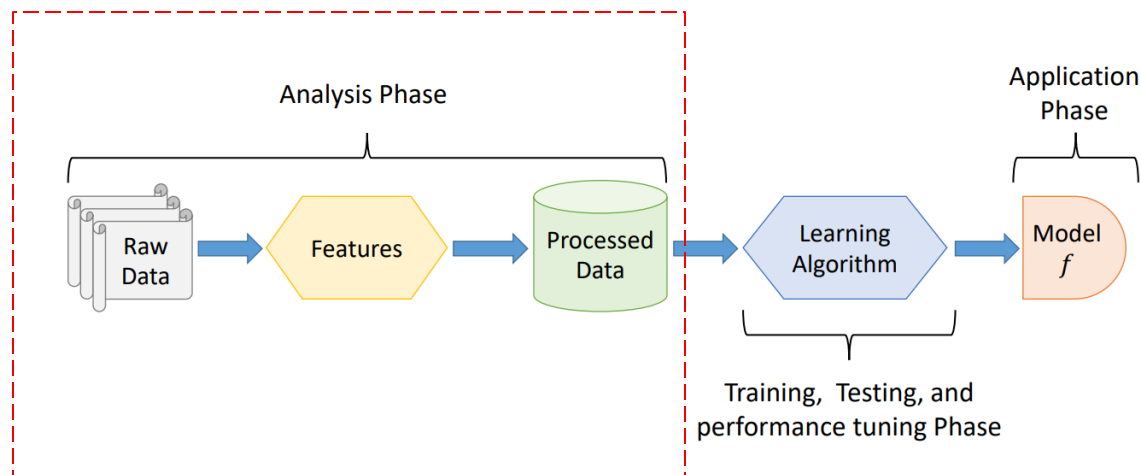 Analysis Phase
Application
Phase
Raw
Data
Features
Processed
Data
Learning
Algorithm
Model
f
Training,  Testing, and
performance tuning Phase